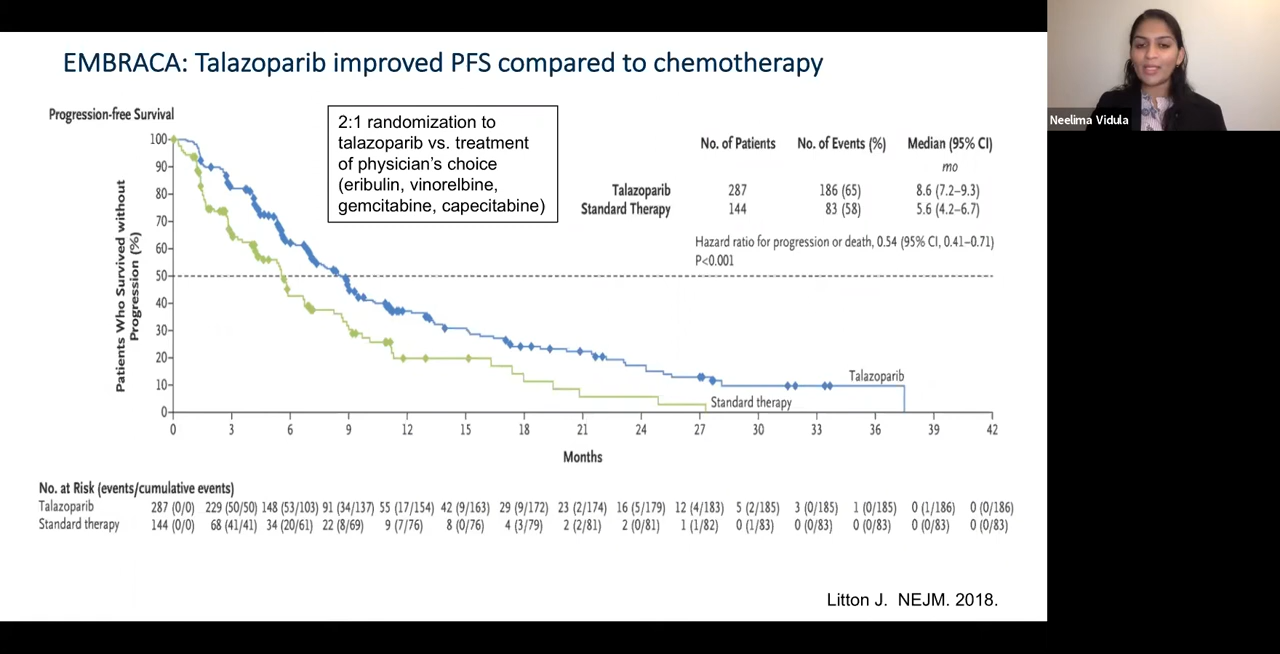 EMBRACA: Talazoparib improved PFS compared to chemotherapy
Neelima Vidula
Progression-free Survival
2:1 randomization to
talazoparib vs. treatment
of physician's choice
(eribulin, vinorelbine,
gemcitabine, capecitabine)
No. of Patients No. of Events (%) Median (95% CI)
mo
Talazoparib 287 186 (65) 8.6 (7.2–9.3)
Standard Therapy 144 83 (58) 5.6 (4.2–6.7)
Hazard ratio for progression or death, 0.54 (95% CI, 0.41–0.71)
P<0.001
Patients Who Survived without
Progression (%)
100
90
80
70
60
50
40
30
20
10
0
Talazoparib
Standard therapy
0 3 6 9 12 15 18 21 24 27 30 33 36 39 42
Months
No. at Risk (events/cumulative events)
Talazoparib 287 (0/0) 229 (50/50) 148 (53/103) 91 (34/137) 55 (17/154) 42 (9/163) 29 (9/172) 23 (2/174) 16 (5/179) 12 (4/183) 5 (2/185) 3 (0/185) 1 (0/185) 0 (1/186) 0 (0/186)
Standard therapy 144 (0/0) 68 (41/41) 34 (20/61) 22 (8/69) 9 (7/76) 8 (0/76) 4 (3/79) 2 (2/81) 2 (0/81) 1 (1/82) 0 (1/83) 0 (0/83) 0 (0/83) 0 (0/83) 0 (0/83)
Litton J. NEJM. 2018.